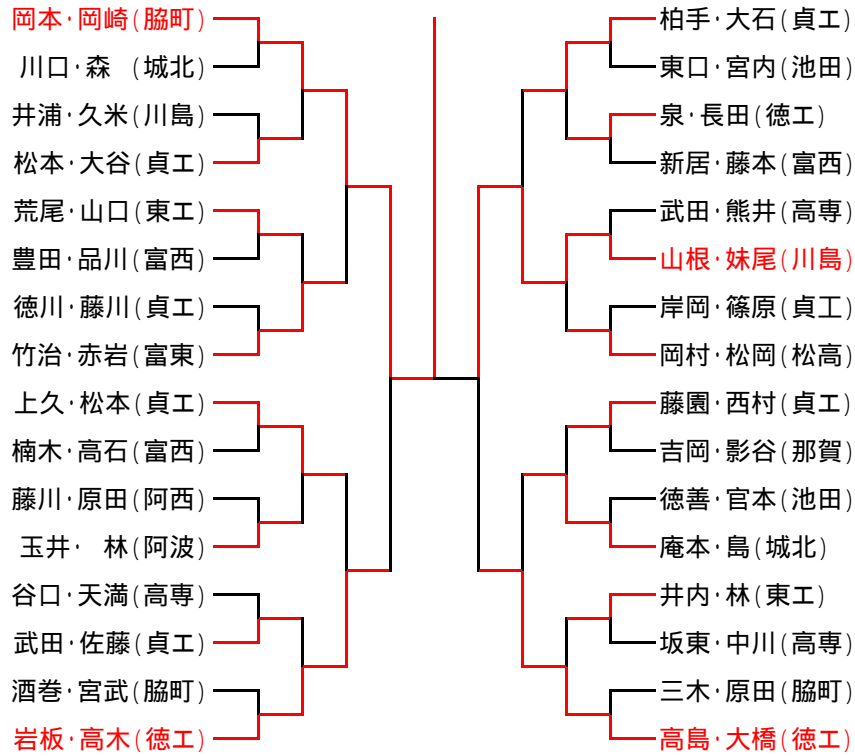 岡本・岡崎(脇町)
川口・森 (城北)
井浦・久米(川島)
松本・大谷(貞工)
荒尾・山口(東工)
豊田・品川(富西)
徳川・藤川(貞工)
竹治・赤岩(富東)
上久・松本(貞工)
楠木・高石(富西)
藤川・原田(阿西)
玉井・ 林(阿波)
谷口・天満(高専)
武田・佐藤(貞工)
酒巻・宮武(脇町)
岩板・高木(徳工)
柏手・大石(貞工)
東口・宮内(池田)
泉・長田(徳工)
新居・藤本(富西)
武田・熊井(高専)
山根・妹尾(川島)
岸岡・篠原(貞工)
岡村・松岡(松高)
藤園・西村(貞工)
吉岡・影谷(那賀)
徳善・官本(池田)
庵本・島(城北)
井内・林(東工)
坂東・中川(高専)
三木・原田(脇町)
高島・大橋(徳工)